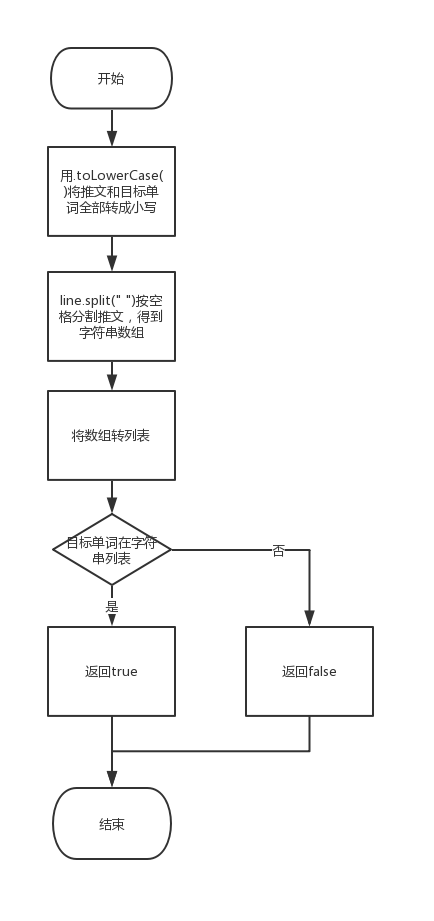 开始
用.toLowerCase(
)将推文和目标单
词全部转成小写
line.split(" ")按空
格分割推文，得到
字符串数组
将数组转列表
目标单词在字符
串列表
否
是
返回true
返回false
结束